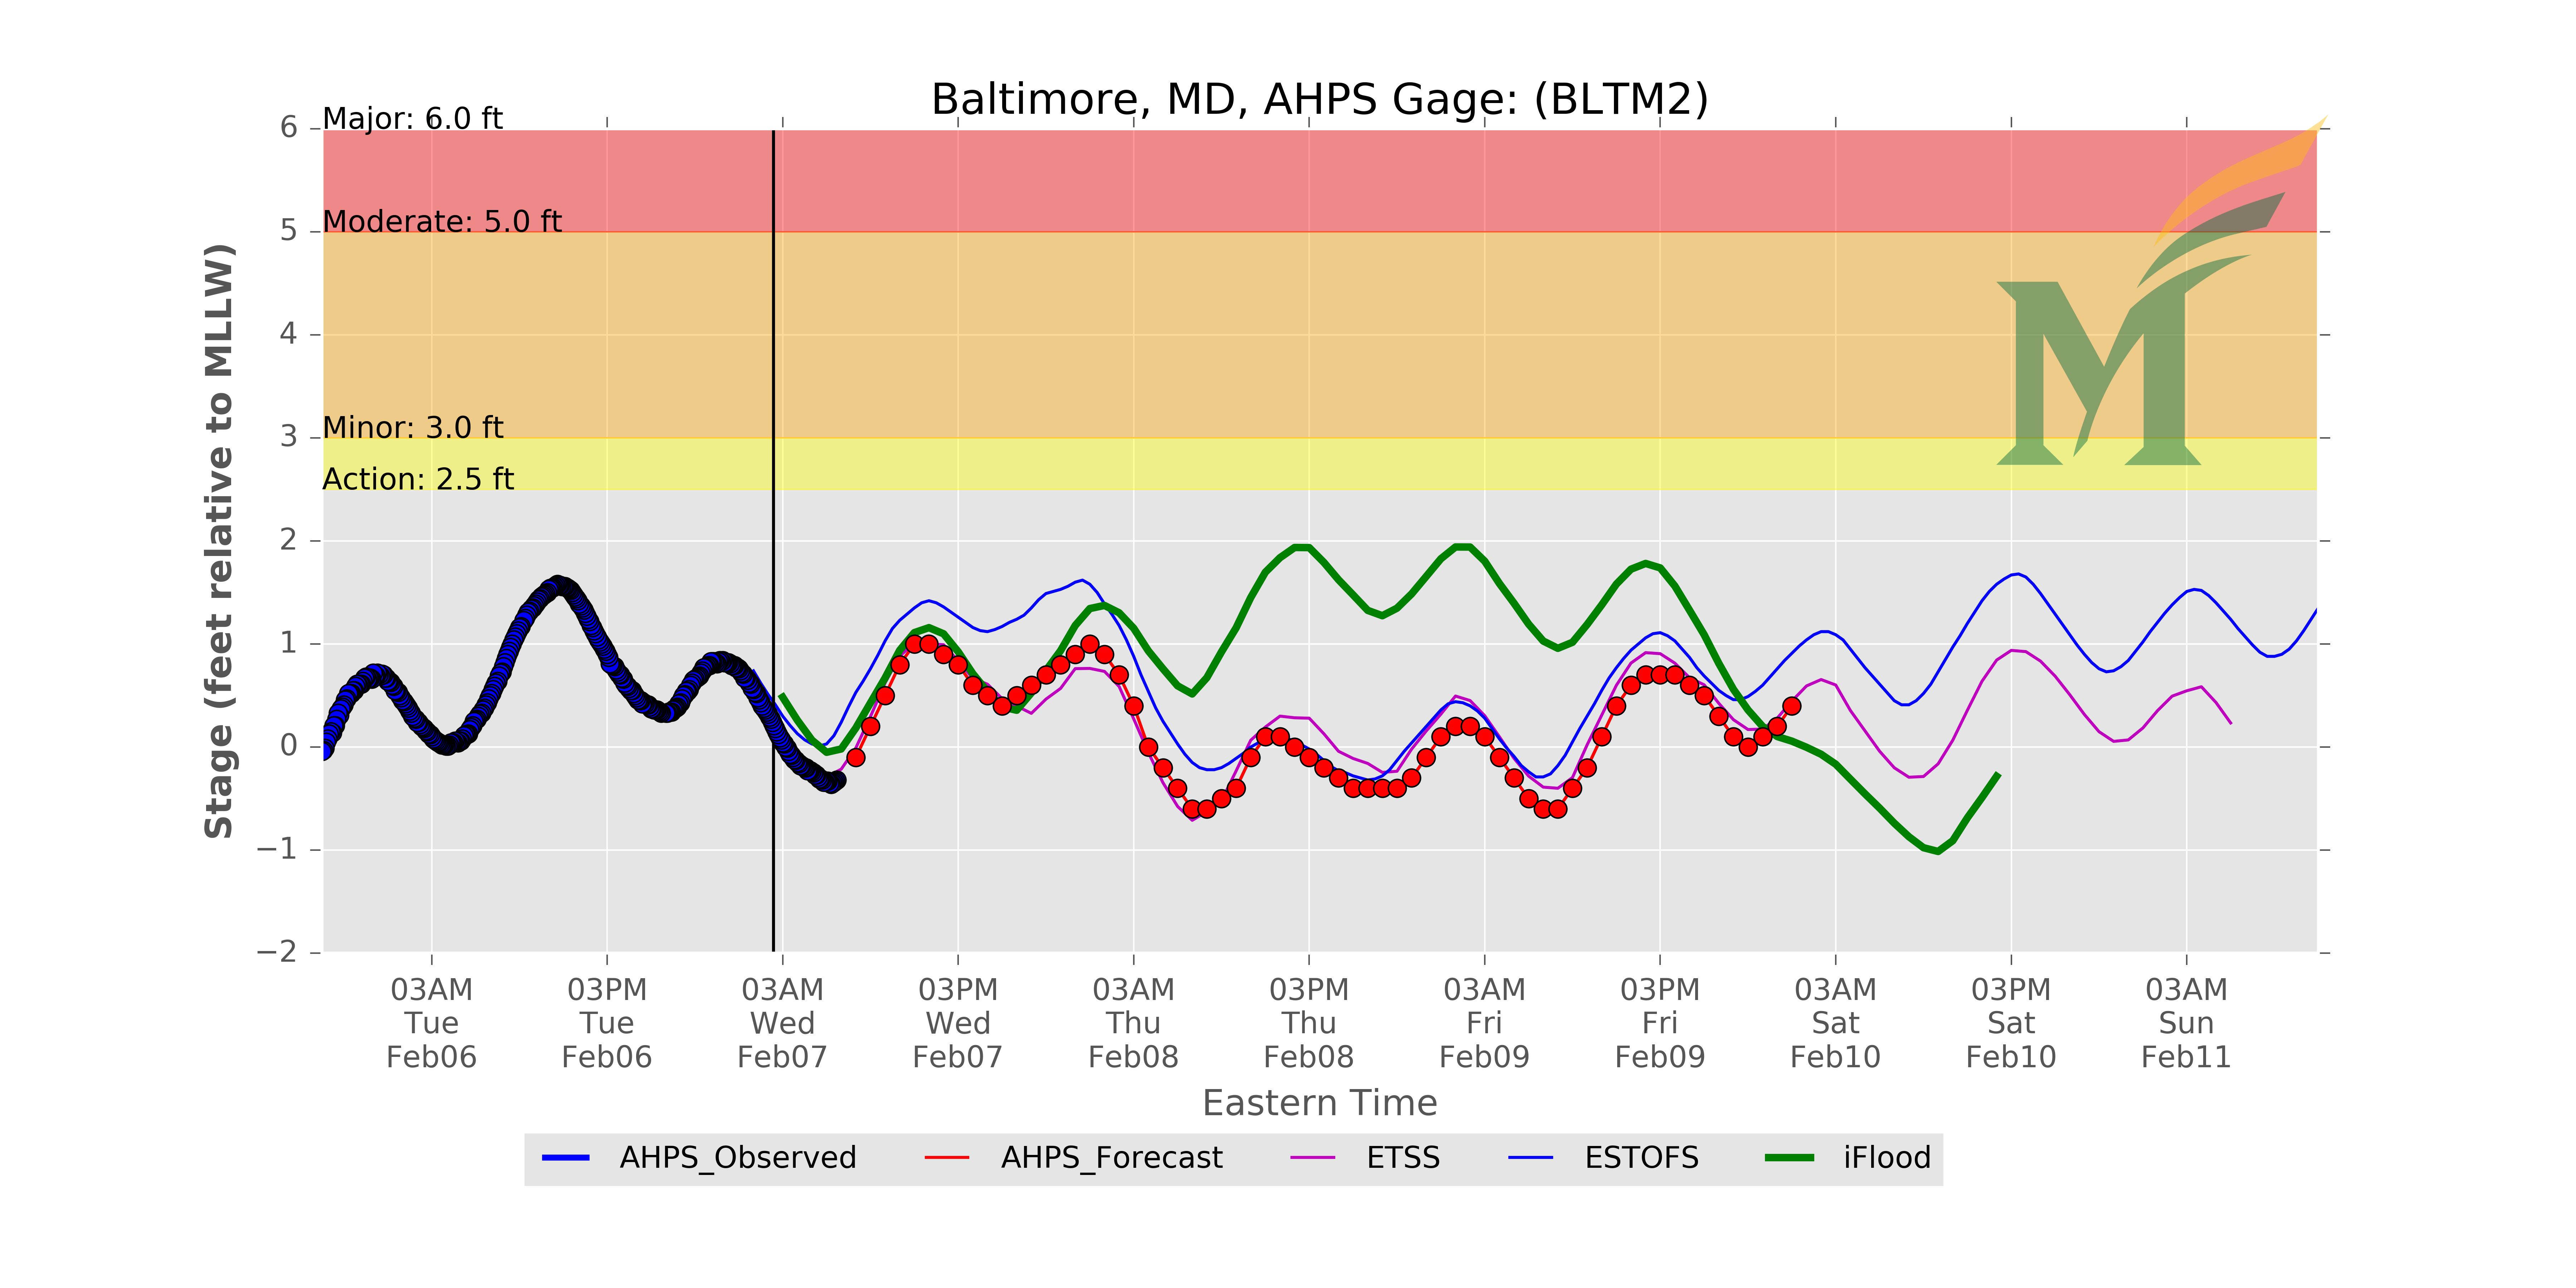 Baltimore, MD, AHPS Gage: (BLTM2)
Major: 6.0 ft
Moderate: 5.0 ft
Minor: 3.0 ft
Action: 2.5 ft
6
5
4
3
2
1
0
−1
−2
Stage (feet relative to MLLW)
03AM 03PM 03AM 03PM 03AM 03PM 03AM 03PM 03AM 03PM 03AM
Tue Tue Wed Wed Thu Thu Fri Fri Sat Sat Sun
Feb06 Feb06 Feb07 Feb07 Feb08 Feb08 Feb09 Feb09 Feb10 Feb10 Feb11
Eastern Time
AHPS_Observed AHPS_Forecast ETSS ESTOFS iFlood
M